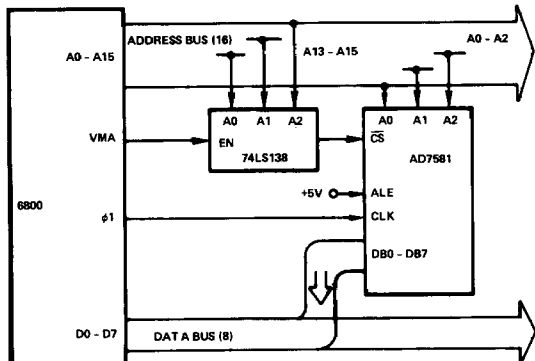 ADDRESS BUS (16)
A0 – A15
A13 – A15
A0 – A2
A0 A1 A2
A0 A1 A2
VMA
EN
CS
74LS138
AD7581
+5V
ALE
6800
ϕ1
CLK
DB0 – DB7
D0 – D7
DATA BUS (8)